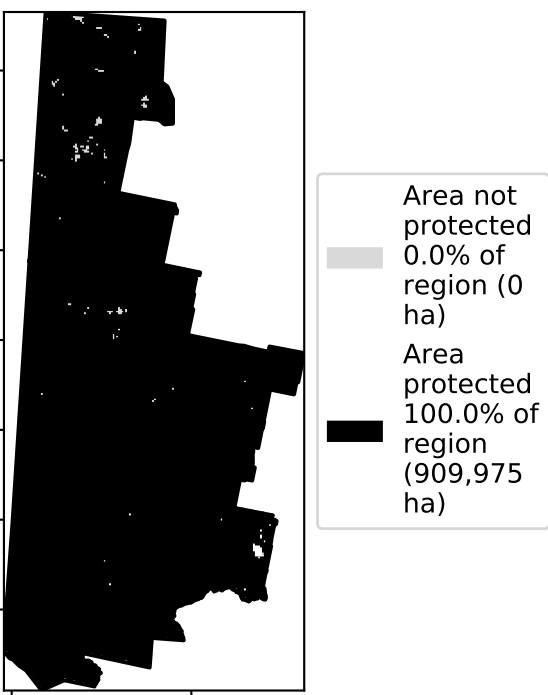 Area not
protected
0.0% of
region (0
ha)
Area
protected
100.0% of
region
(909,975
ha)